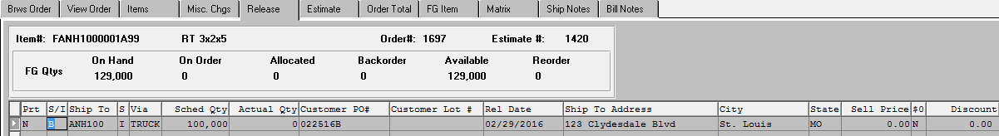 Brws Order View Order Items Misc. Chgs Release Estimate Order Total FG Item Matrix Ship Notes Bill Notes
Item#: FANH1000001A99 RT 3x2x5 Order#: 1697 Estimate #: 1420
On Hand On Order Allocated Backorder Available Reorder
FG Qtys 129,000 0 0 0 129,000 0
Prt S/I Ship To S Via Sched Qty Actual Qty Customer PO# Customer Lot # Rel Date Ship To Address City State Sell Price $0 Discount
N B ANH100 I TRUCK 100,000 0 022516B 02/29/2016 123 Clydesdale Blvd St. Louis MO 0.00 N 0.00